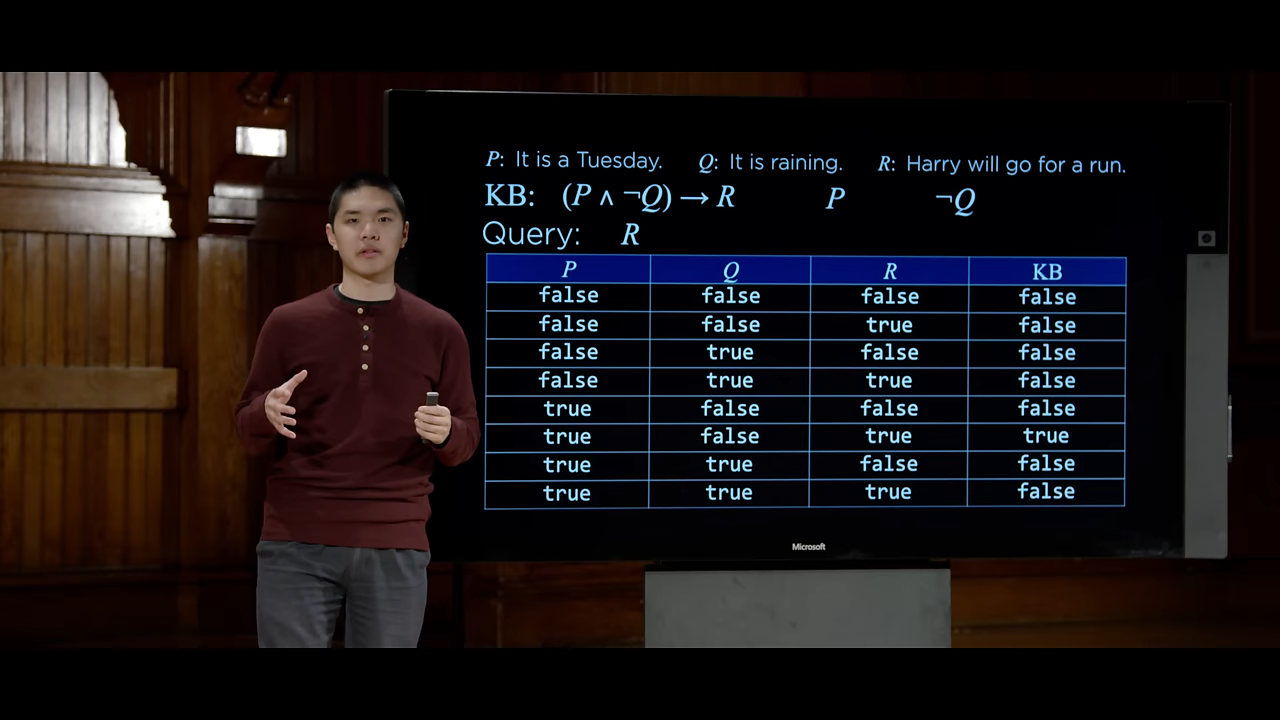 P: It is a Tuesday. Q: It is raining. R: Harry will go for a run.
KB: (P ∧ ¬Q) → R P ¬Q
Query: R
P Q R KB
false false false false
false false true false
false true false false
false true true false
true false false false
true false true true
true true false false
true true true false
Microsoft